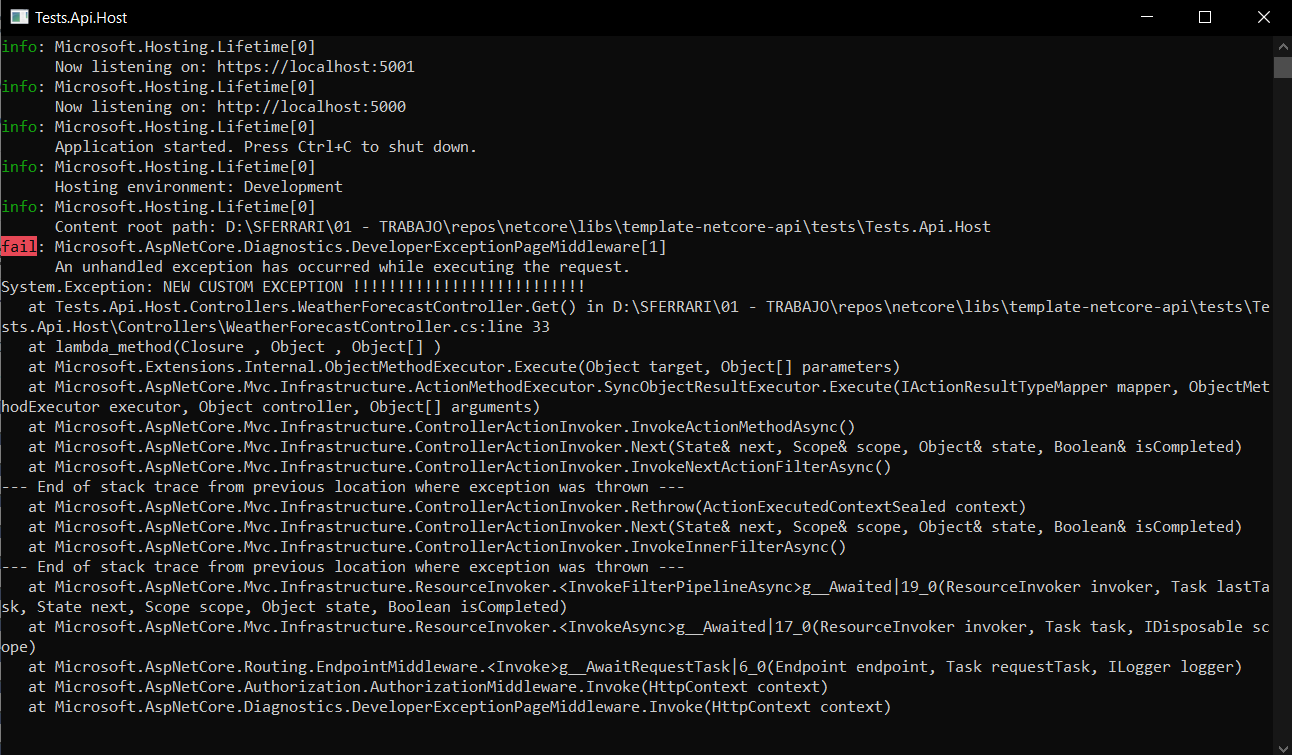 Tests.Api.Host
info: Microsoft.Hosting.Lifetime[0]
      Now listening on: https://localhost:5001
info: Microsoft.Hosting.Lifetime[0]
      Now listening on: http://localhost:5000
info: Microsoft.Hosting.Lifetime[0]
      Application started. Press Ctrl+C to shut down.
info: Microsoft.Hosting.Lifetime[0]
      Hosting environment: Development
info: Microsoft.Hosting.Lifetime[0]
      Content root path: D:\SFERRARI\01 - TRABAJO\repos\netcore\libs\template-netcore-api\tests\Tests.Api.Host
fail: Microsoft.AspNetCore.Diagnostics.DeveloperExceptionPageMiddleware[1]
      An unhandled exception has occurred while executing the request.
System.Exception: NEW CUSTOM EXCEPTION !!!!!!!!!!!!!!!!!!!!!!!!!!
   at Tests.Api.Host.Controllers.WeatherForecastController.Get() in D:\SFERRARI\01 - TRABAJO\repos\netcore\libs\template-netcore-api\tests\Te
sts.Api.Host\Controllers\WeatherForecastController.cs:line 33
   at lambda_method(Closure , Object , Object[] )
   at Microsoft.Extensions.Internal.ObjectMethodExecutor.Execute(Object target, Object[] parameters)
   at Microsoft.AspNetCore.Mvc.Infrastructure.ActionMethodExecutor.SyncObjectResultExecutor.Execute(IActionResultTypeMapper mapper, ObjectMet
hodExecutor executor, Object controller, Object[] arguments)
   at Microsoft.AspNetCore.Mvc.Infrastructure.ControllerActionInvoker.InvokeActionMethodAsync()
   at Microsoft.AspNetCore.Mvc.Infrastructure.ControllerActionInvoker.Next(State& next, Scope& scope, Object& state, Boolean& isCompleted)
   at Microsoft.AspNetCore.Mvc.Infrastructure.ControllerActionInvoker.InvokeNextActionFilterAsync()
--- End of stack trace from previous location where exception was thrown ---
   at Microsoft.AspNetCore.Mvc.Infrastructure.ControllerActionInvoker.Rethrow(ActionExecutedContextSealed context)
   at Microsoft.AspNetCore.Mvc.Infrastructure.ControllerActionInvoker.Next(State& next, Scope& scope, Object& state, Boolean& isCompleted)
   at Microsoft.AspNetCore.Mvc.Infrastructure.ControllerActionInvoker.InvokeInnerFilterAsync()
--- End of stack trace from previous location where exception was thrown ---
   at Microsoft.AspNetCore.Mvc.Infrastructure.ResourceInvoker.<InvokeFilterPipelineAsync>g__Awaited|19_0(ResourceInvoker invoker, Task lastTa
sk, State next, Scope scope, Object state, Boolean isCompleted)
   at Microsoft.AspNetCore.Mvc.Infrastructure.ResourceInvoker.<InvokeAsync>g__Awaited|17_0(ResourceInvoker invoker, Task task, IDisposable sc
ope)
   at Microsoft.AspNetCore.Routing.EndpointMiddleware.<Invoke>g__AwaitRequestTask|6_0(Endpoint endpoint, Task requestTask, ILogger logger)
   at Microsoft.AspNetCore.Authorization.AuthorizationMiddleware.Invoke(HttpContext context)
   at Microsoft.AspNetCore.Diagnostics.DeveloperExceptionPageMiddleware.Invoke(HttpContext context)